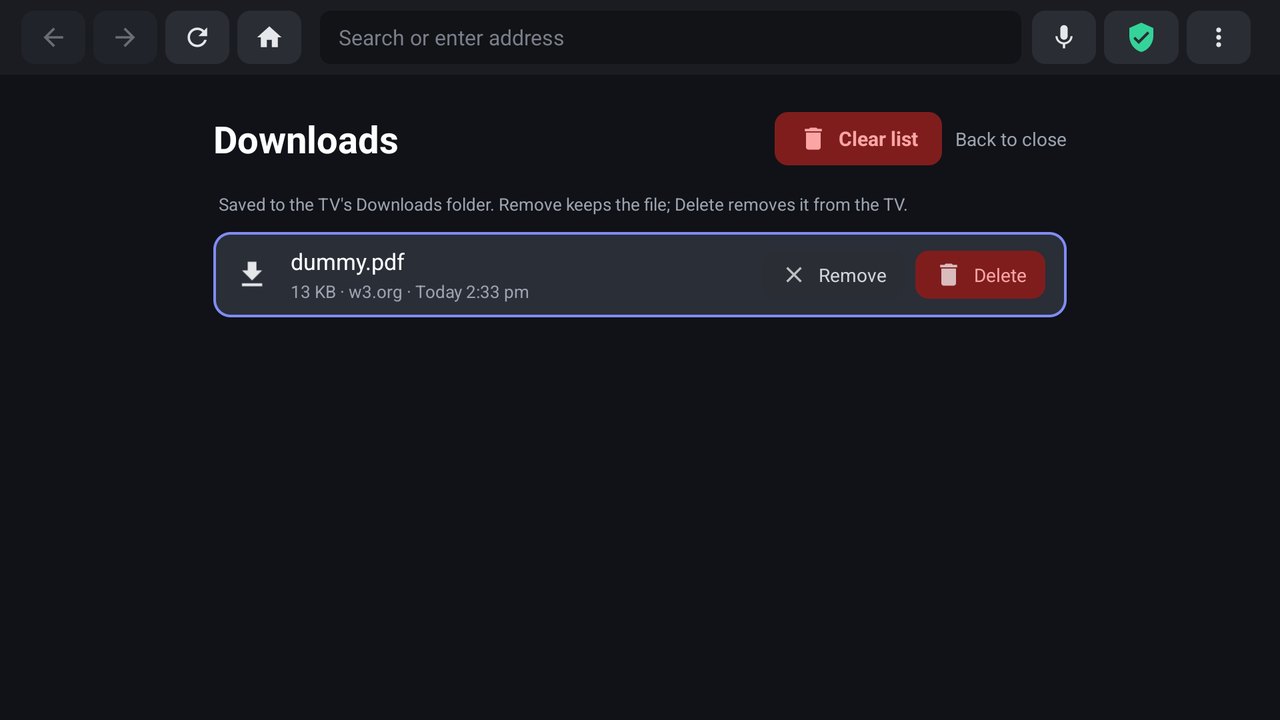 Search or enter address
Downloads
Clear list
Back to close
Saved to the TV's Downloads folder. Remove keeps the file; Delete removes it from the TV.
dummy.pdf
13 KB · w3.org · Today 2:33 pm
Remove
Delete